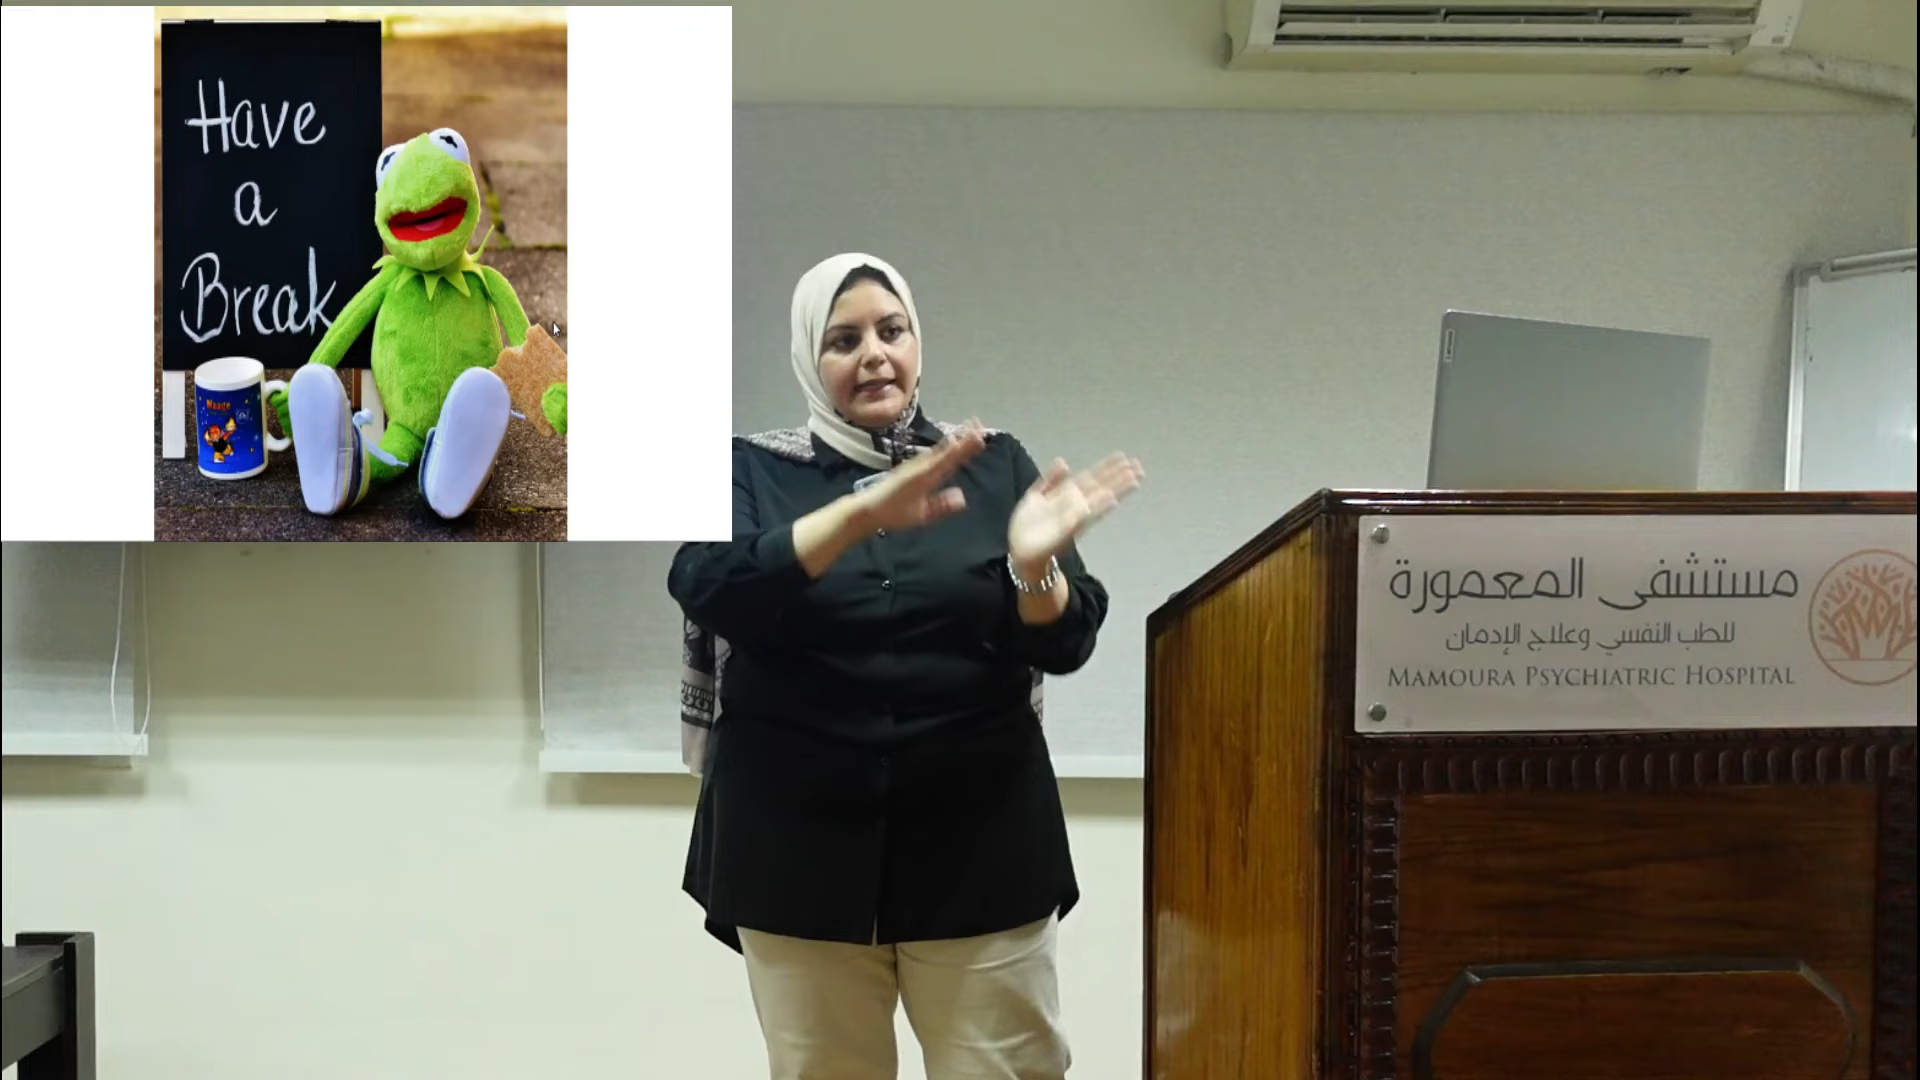 Have
a
Break
مستشفى المعمورة
للطب النفسي وعلاج الإدمان
MAMOURA PSYCHIATRIC HOSPITAL